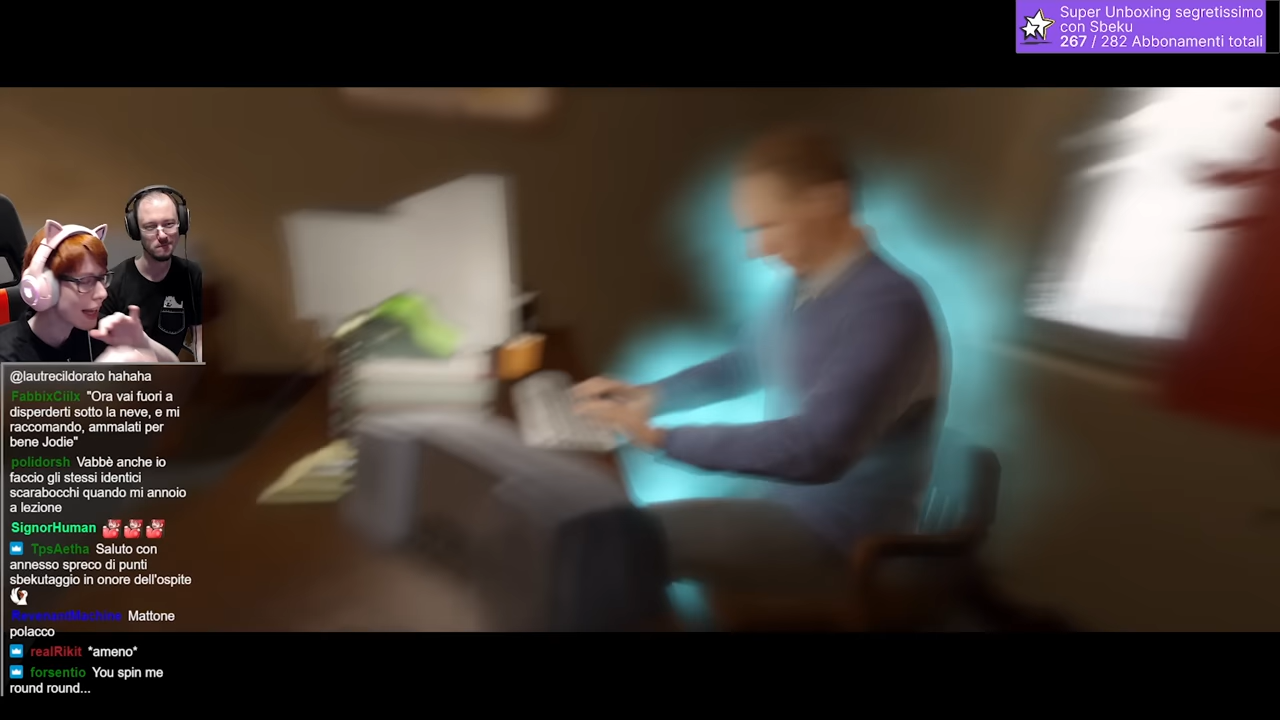 Super Unboxing segretissimo
con Sbeku
267 / 282 Abbonamenti totali
@lautrecildorato hahaha
FabbixCiilx "Ora vai fuori a
disperderti sotto la neve, e mi
raccomando, ammalati per
bene Jodie"
polidorsh Vabbè anche io
faccio gli stessi identici
scarabocchi quando mi annoio
a lezione
SignorHuman
TpsAetha Saluto con
annesso spreco di punti
sbekutaggio in onore dell'ospite
Mattone
polacco
realRikit *ameno*
forsentio You spin me
round round...